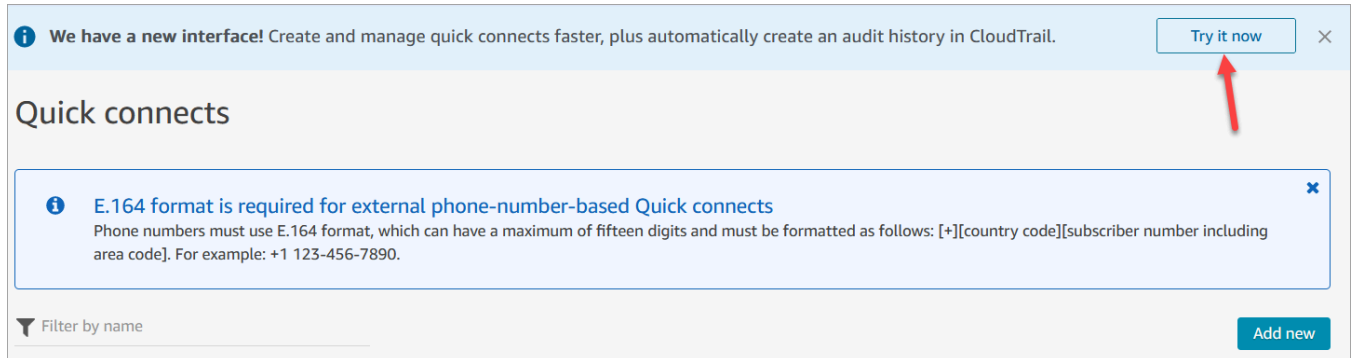 We have a new interface! Create and manage quick connects faster, plus automatically create an audit history in CloudTrail.
Try it now
Quick connects
E.164 format is required for external phone-number-based Quick connects
Phone numbers must use E.164 format, which can have a maximum of fifteen digits and must be formatted as follows: [+][country code][subscriber number including
area code]. For example: +1 123-456-7890.
Filter by name
Add new